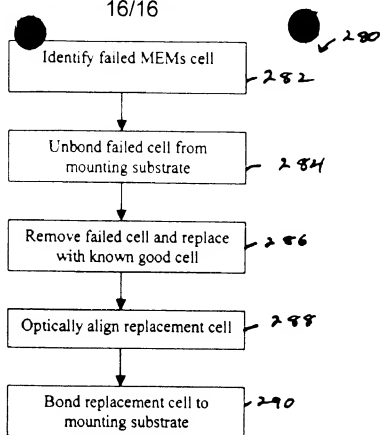 16/16
280
Identify failed MEMs cell
282
Unbond failed cell from
mounting substrate
284
Remove failed cell and replace
with known good cell
286
Optically align replacement cell
288
Bond replacement cell to
mounting substrate
290